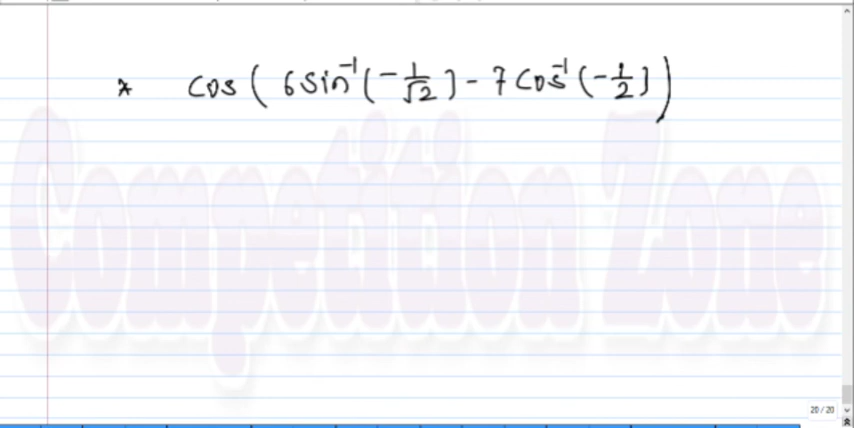 * cos ( 6 sin⁻¹ (-1/√2) - 7 cos⁻¹ (-1/2) )
Competition Zone
20 / 20